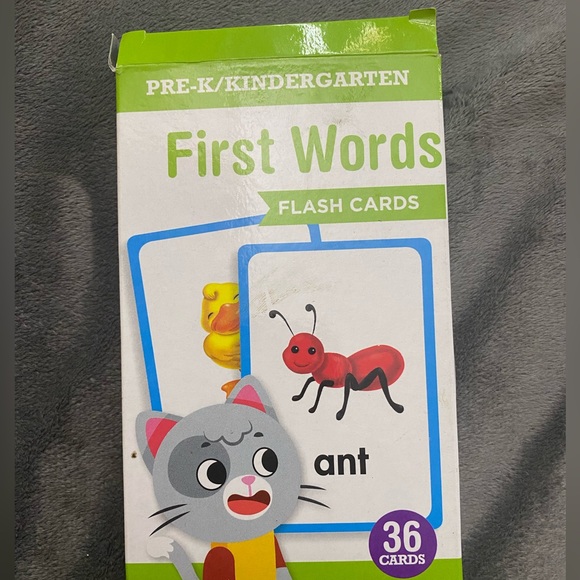 PRE-K/KINDERGARTEN
First Words
FLASH CARDS
ant
36
CARDS